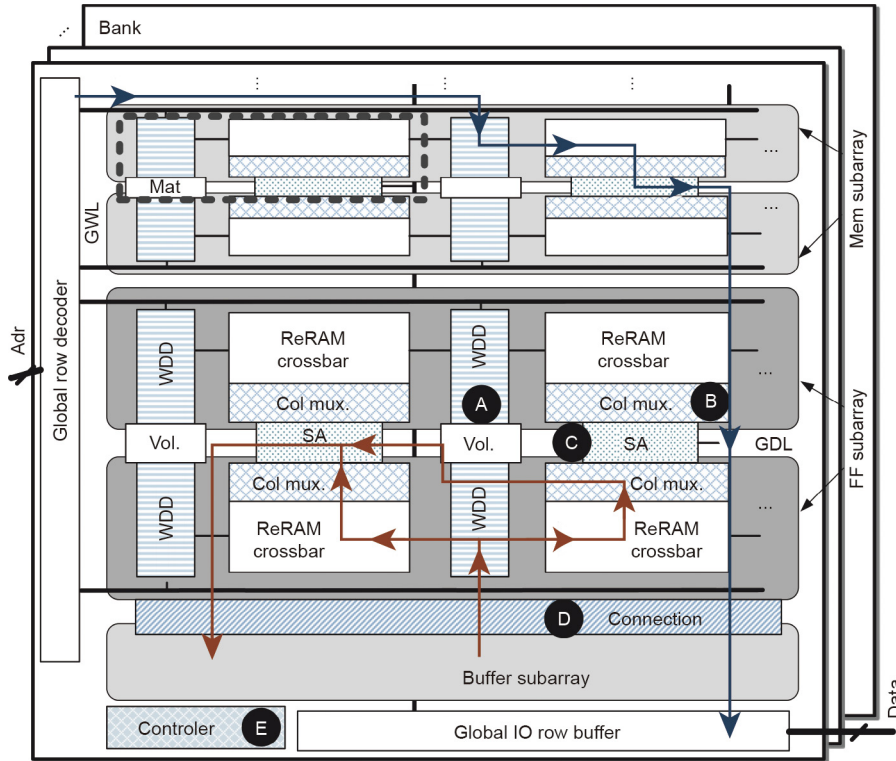 Bank
Mat
GWL
Mem subarray
Adr
Global row decoder
WDD
ReRAM
crossbar
WDD
ReRAM
crossbar
Col mux.
A
Col mux.
B
Vol.
SA
Vol.
C
SA
GDL
FF subarray
WDD
Col mux.
WDD
Col mux.
ReRAM
crossbar
ReRAM
crossbar
D
Connection
Buffer subarray
Controler
E
Global IO row buffer
Data